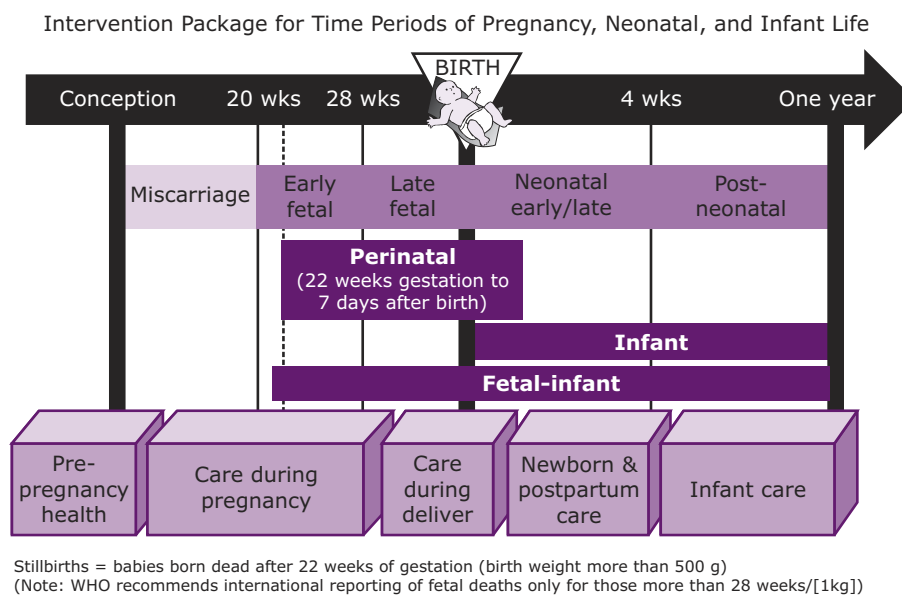 Intervention Package for Time Periods of Pregnancy, Neonatal, and Infant Life
BIRTH
Conception
20 wks
28 wks
4 wks
One year
Miscarriage
Early
fetal
Late
fetal
Neonatal
early/late
Post-
neonatal
Perinatal
(22 weeks gestation to
7 days after birth)
Infant
Fetal-infant
Pre-
pregnancy
health
Care during
pregnancy
Care
during
deliver
Newborn &
postpartum
care
Infant care
Stillbirths = babies born dead after 22 weeks of gestation (birth weight more than 500 g)
(Note: WHO recommends international reporting of fetal deaths only for those more than 28 weeks/[1kg])